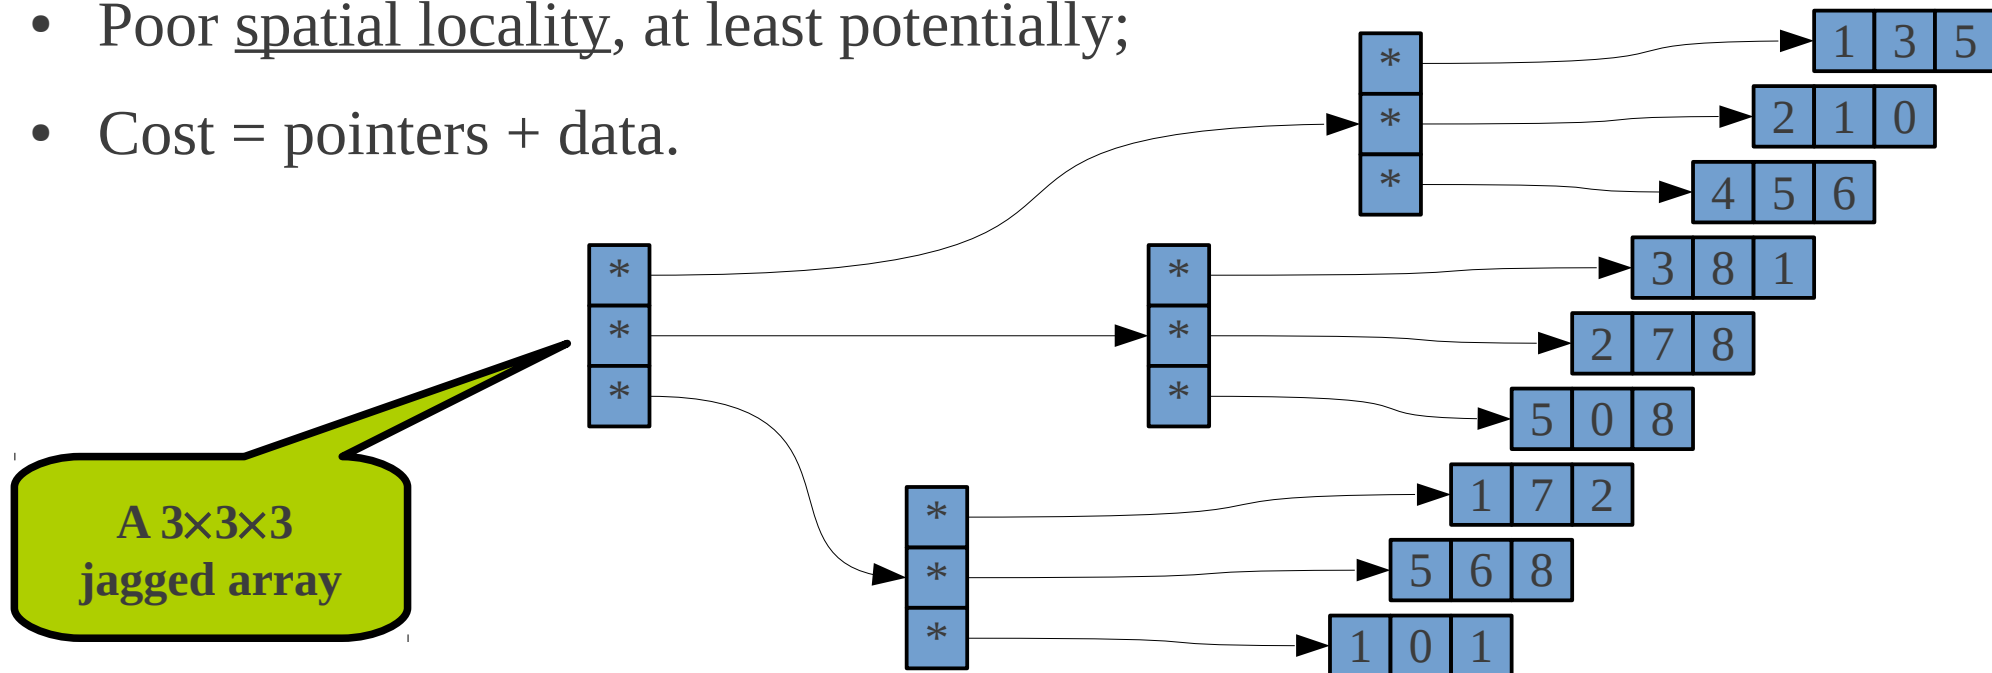 • Poor spatial locality, at least potentially;
• Cost = pointers + data.
* 1 3 5
* 2 1 0
* 4 5 6
* * 3 8 1
* * 2 7 8
* * 5 0 8
A 3×3×3
jagged array
* 1 7 2
* 5 6 8
* 1 0 1